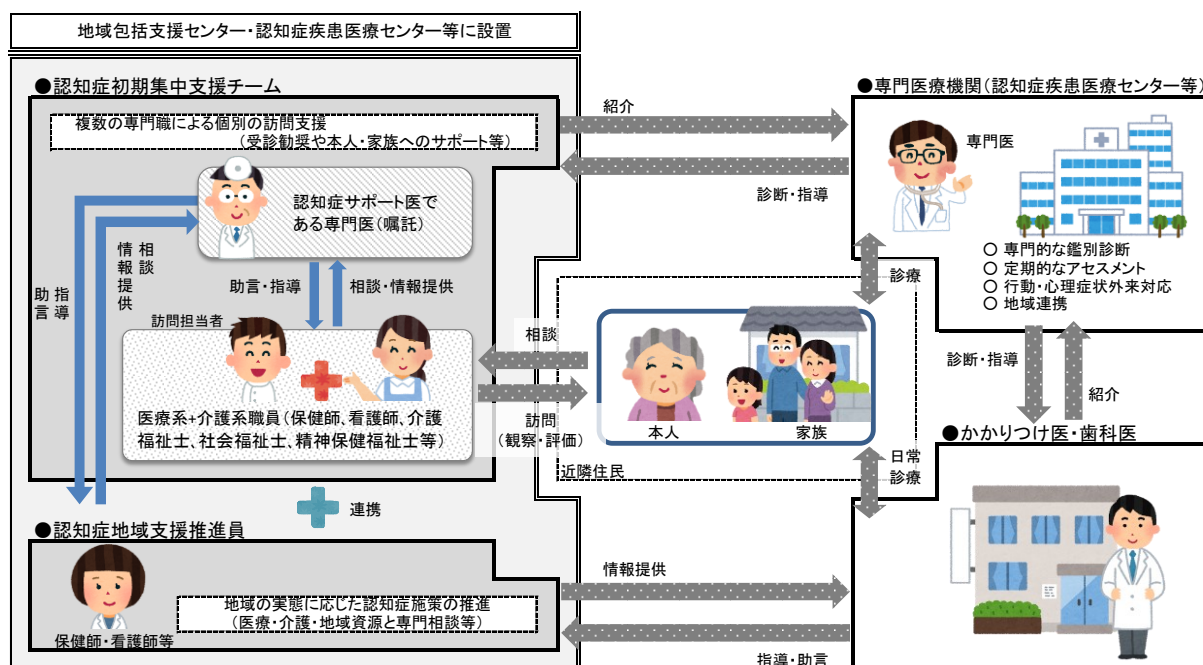 地域包括支援センター・認知症疾患医療センター等に設置
●認知症初期集中支援チーム
複数の専門職による個別の訪問支援
(受診勧奨や本人・家族へのサポート等)
認知症サポート医で
ある専門医(嘱託)
指導
助言
相談
情報提供
助言・指導
相談・情報提供
訪問担当者
医療系+介護系職員(保健師、看護師、介護
福祉士、社会福祉士、精神保健福祉士等)
連携
●認知症地域支援推進員
地域の実態に応じた認知症施策の推進
(医療・介護・地域資源と専門相談等)
保健師・看護師等
紹介
診断・指導
相談
訪問
(観察・評価)
本人
家族
近隣住民
診療
日常
診療
情報提供
指導・助言
●専門医療機関(認知症疾患医療センター等)
専門医
○ 専門的な鑑別診断
○ 定期的なアセスメント
○ 行動・心理症状外来対応
○ 地域連携
診断・指導
紹介
●かかりつけ医・歯科医